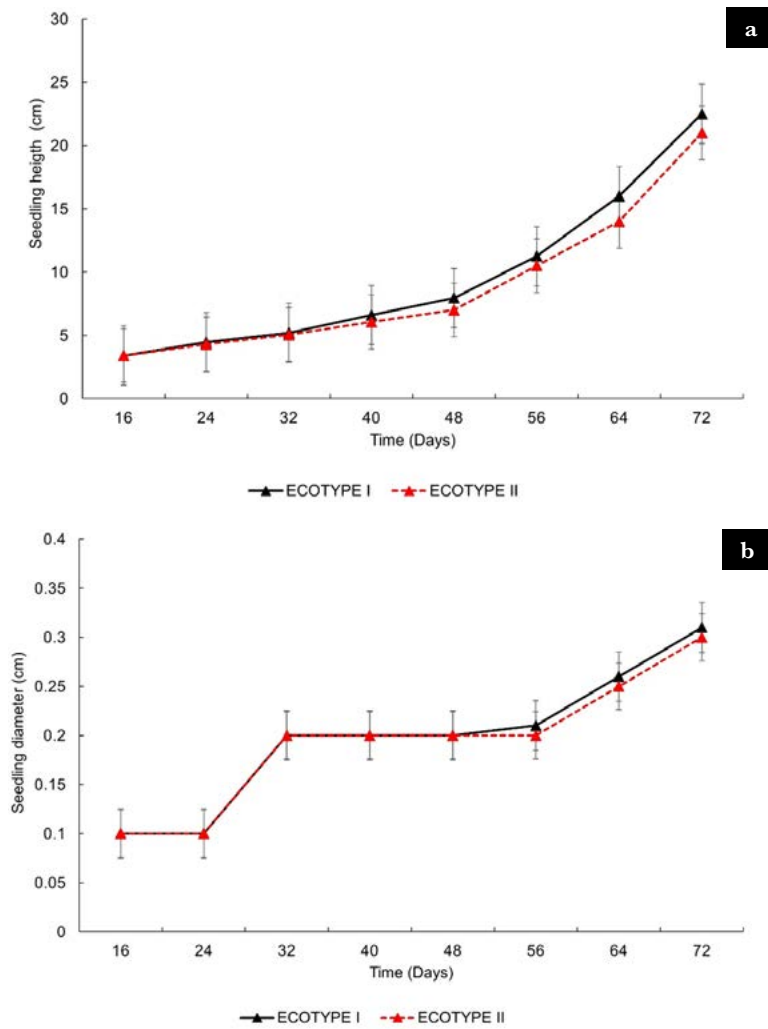 a
30
25
20
15
10
5
0
Seedling heigth (cm)
16 24 32 40 48 56 64 72
Time (Days)
ECOTYPE I ECOTYPE II
b
0.4
0.35
0.3
0.25
0.2
0.15
0.1
0.05
0
Seedling diameter (cm)
16 24 32 40 48 56 64 72
Time (Days)
ECOTYPE I ECOTYPE II